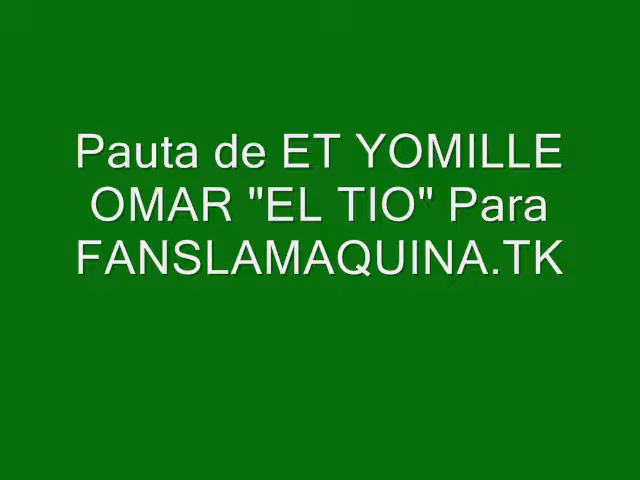 Pauta de ET YOMILLE
OMAR "EL TIO" Para
FANSLAMAQUINA.TK